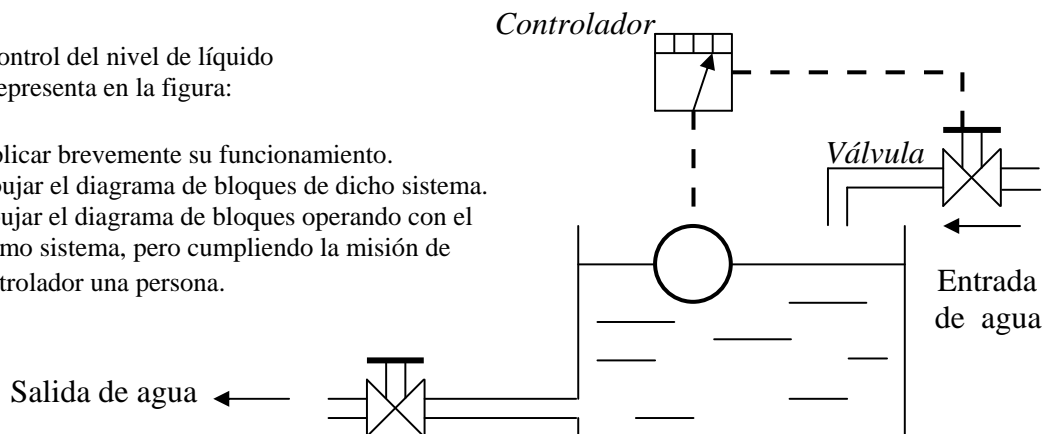 Controlador
ontrol del nivel de líquido
epresenta en la figura:
plicar brevemente su funcionamiento.
Válvula
bujar el diagrama de bloques de dicho sistema.
bujar el diagrama de bloques operando con el
mo sistema, pero cumpliendo la misión de
trolador una persona.
Entrada
de agua
Salida de agua